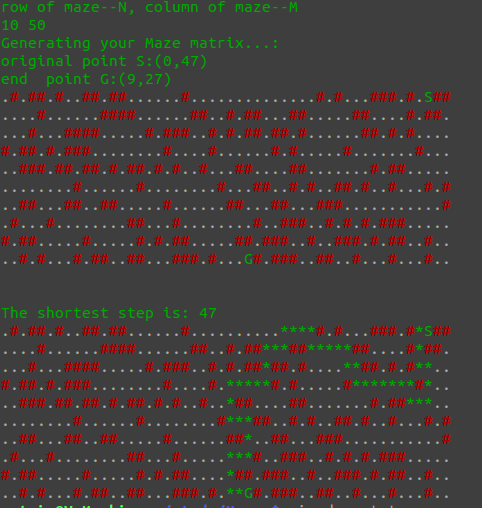 row of maze--N, column of maze--M
10 50
Generating your Maze matrix...:
original point S:(0,47)
end  point G:(9,27)
.#.##.#..##.##......#..............#.#...###.#.S##
....#......####......##..#.##...##.....##....#.##.
...#...####.....#.###..#.#.##.##.#......##.#.#....
#.##.#.###........#....#......#.#.....#.......#...
..###.##.##.#.##.#.#..#...##....##.......#.##.....
........#......#........#...##..#.#..##.#..#...#.#
..##...##..##.....#......##...##...###...........#
.#...#........##...#........#..###..#.#.#.###.....
#.##.....#.....#.#.##.....##.###..#..###.#.##..#..
..#.#...#.##..##...###.#...G#.###..##..#...#...#..
The shortest step is: 47
.#.##.#..##.##......#..........****#.#...###.#*S##
....#......####......##..#.##***##*****##....#*##.
...#...####.....#.###..#.#.##*##.#....**##.#.#**..
#.##.#.###........#....#.*****#.#.....#*******#*..
..###.##.##.#.##.#.#..#..*##....##.......#.##***..
........#......#........#***##..#.#..##.#..#...#.#
..##...##..##.....#......##*..##...###...........#
.#...#........##...#.....***#..###..#.#.#.###.....
#.##.....#.....#.#.##....*##.###..#..###.#.##..#..
..#.#...#.##..##...###.#.**G#.###..##..#...#...#..